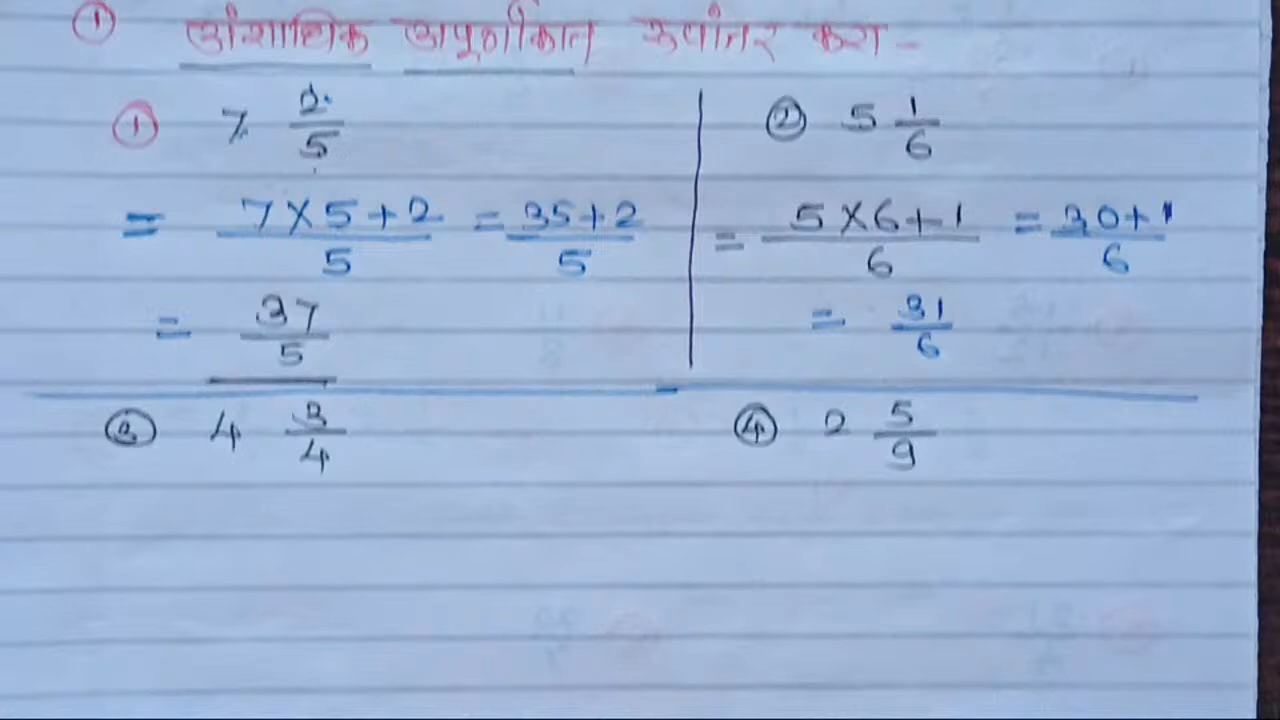 ① अंशाधिक अपूर्णांकात रूपांतर करा -
① 7 2/5
= 7×5+2/5 = 35+2/5
= 37/5
② 5 1/6
= 5×6+1/6 = 30+1/6
= 31/6
③ 4 3/4
④ 2 5/9